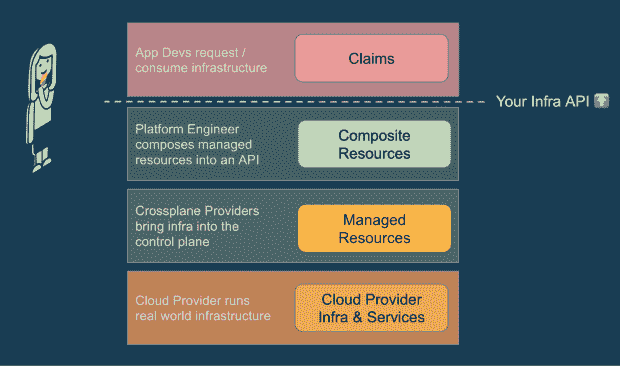 App Devs request /
consume infrastructure
Claims
Your Infra API
Platform Engineer
composes managed
resources into an API
Composite
Resources
Crossplane Providers
bring infra into the
control plane
Managed
Resources
Cloud Provider runs
real world infrastructure
Cloud Provider
Infra & Services